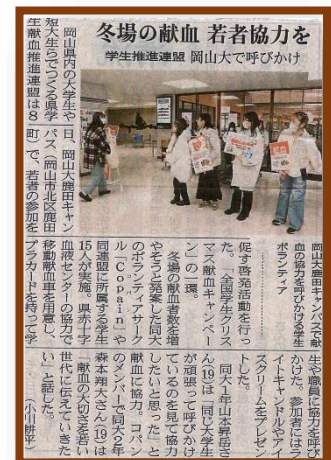 冬場の献血 若者協力を
学生推進連盟 岡山大で呼びかけ
岡山県内の大学生や
短大生らでつくる県学
生献血推進連盟は8
日、岡山大鹿田キャン
パス(岡山市北区鹿田
町)で、若者の参加を
岡山大鹿田キャンパスで献
血の協力を呼びかける学生
ボランティア
促す啓発活動を行っ
た。「全国学生クリス
マス献血キャンペー
ン」の一環。
冬場の献血者数を増
やそうと発案した同大
のボランティアサーク
ル「Copain」や
同連盟に所属する学生
15人が実施。県赤十字
血液センターの協力で
移動献血車を用意し、
プラカードを持って学
生や職員に協力を呼び
かけた。参加者にはラ
イトキャンドルやアイ
スクリームをプレゼン
トした。
同大1年山本昇岳さ
ん(19)は「同じ大学生
が頑張って呼びかけ
ているのを見て協力
したいと思った」と
献血に協力。コパン
のメンバーで同大2年
森本翔大さん(19)は
「献血の大切さを若い
世代に伝えていきた
い」と話した。
(小川耕平)